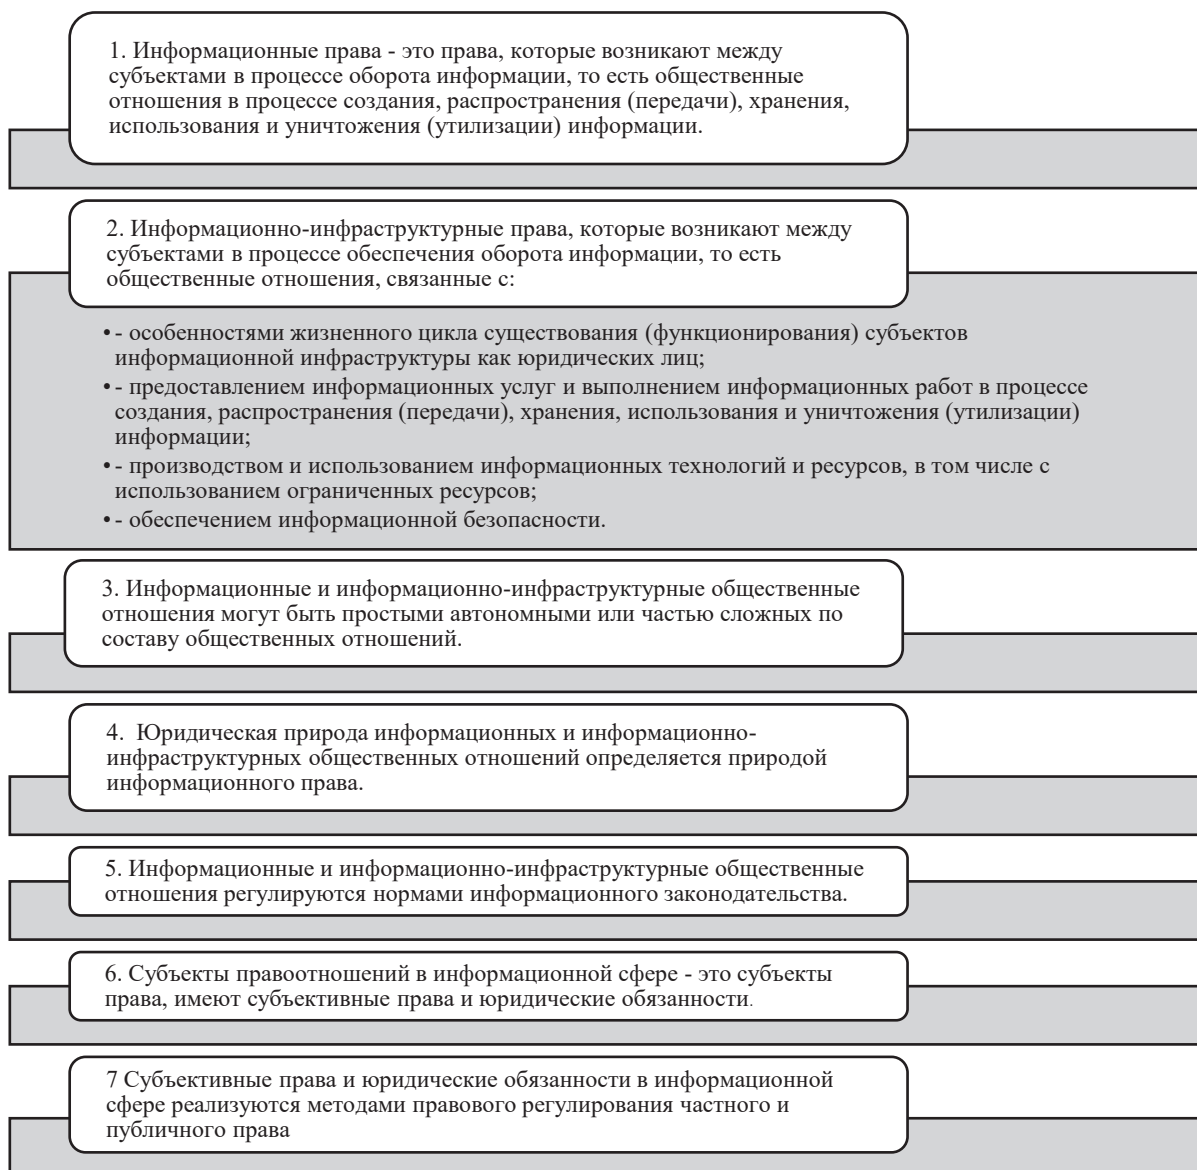 1. Информационные права - это права, которые возникают между
субъектами в процессе оборота информации, то есть общественные
отношения в процессе создания, распространения (передачи), хранения,
использования и уничтожения (утилизации) информации.
2. Информационно-инфраструктурные права, которые возникают между
субъектами в процессе обеспечения оборота информации, то есть
общественные отношения, связанные с:
• - особенностями жизненного цикла существования (функционирования) субъектов
информационной инфраструктуры как юридических лиц;
• - предоставлением информационных услуг и выполнением информационных работ в процессе
создания, распространения (передачи), хранения, использования и уничтожения (утилизации)
информации;
• - производством и использованием информационных технологий и ресурсов, в том числе с
использованием ограниченных ресурсов;
• - обеспечением информационной безопасности.
3. Информационные и информационно-инфраструктурные общественные
отношения могут быть простыми автономными или частью сложных по
составу общественных отношений.
4. Юридическая природа информационных и информационно-
инфраструктурных общественных отношений определяется природой
информационного права.
5. Информационные и информационно-инфраструктурные общественные
отношения регулируются нормами информационного законодательства.
6. Субъекты правоотношений в информационной сфере - это субъекты
права, имеют субъективные права и юридические обязанности.
7 Субъективные права и юридические обязанности в информационной
сфере реализуются методами правового регулирования частного и
публичного права